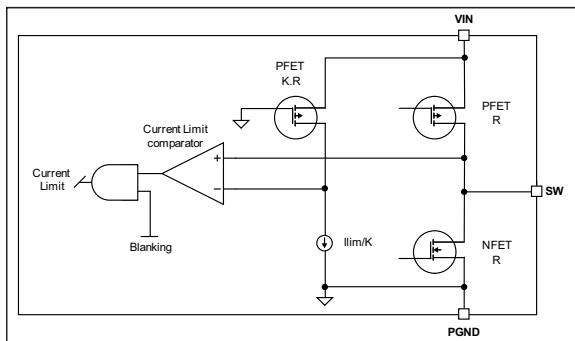 VIN
PFET
K.R
PFET
R
Current Limit
comparator
+
−
Current
Limit
SW
Blanking
Ilim/K
NFET
R
PGND